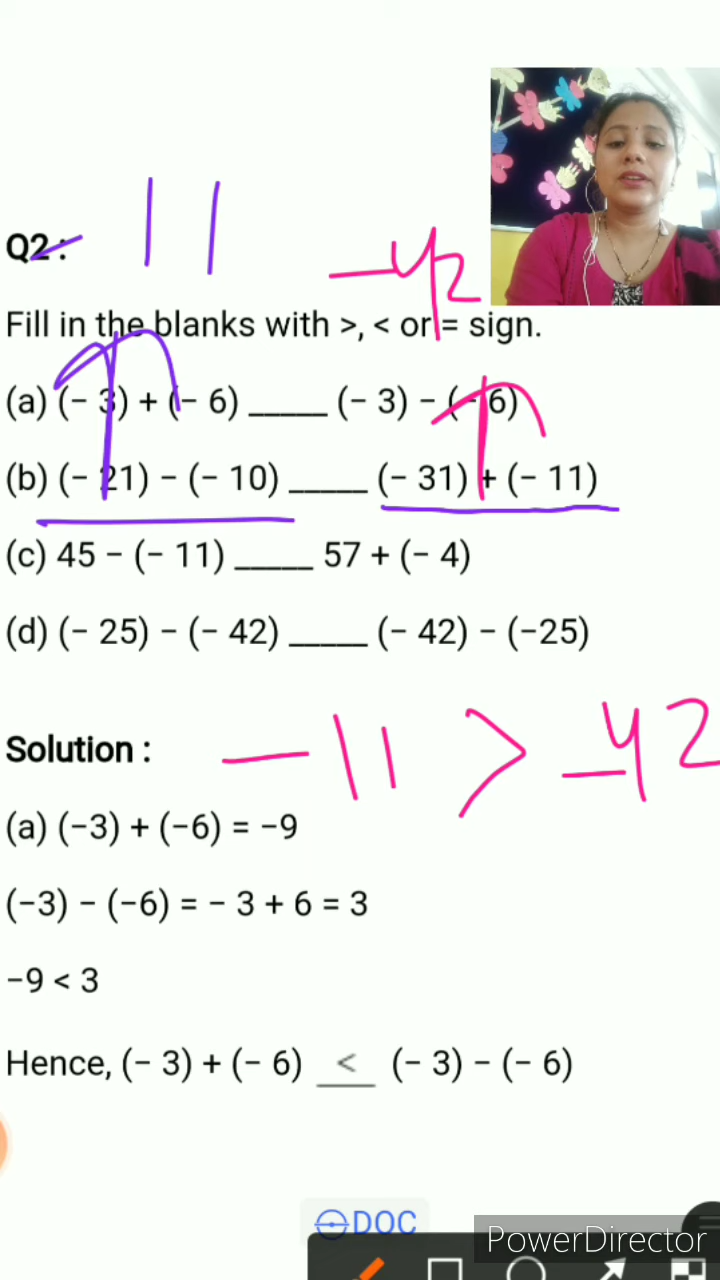 Q2:
11
-42
Fill in the blanks with >, < or = sign.
(a) (− 3) + (− 6) _____ (− 3) − (− 6)
(b) (− 21) − (− 10) _____ (− 31) + (− 11)
(c) 45 − (− 11) _____ 57 + (− 4)
(d) (− 25) − (− 42) _____ (− 42) − (−25)
Solution :
-11 > -42
(a) (−3) + (−6) = −9
(−3) − (−6) = − 3 + 6 = 3
−9 < 3
Hence, (− 3) + (− 6) < (− 3) − (− 6)
DOC
PowerDirector